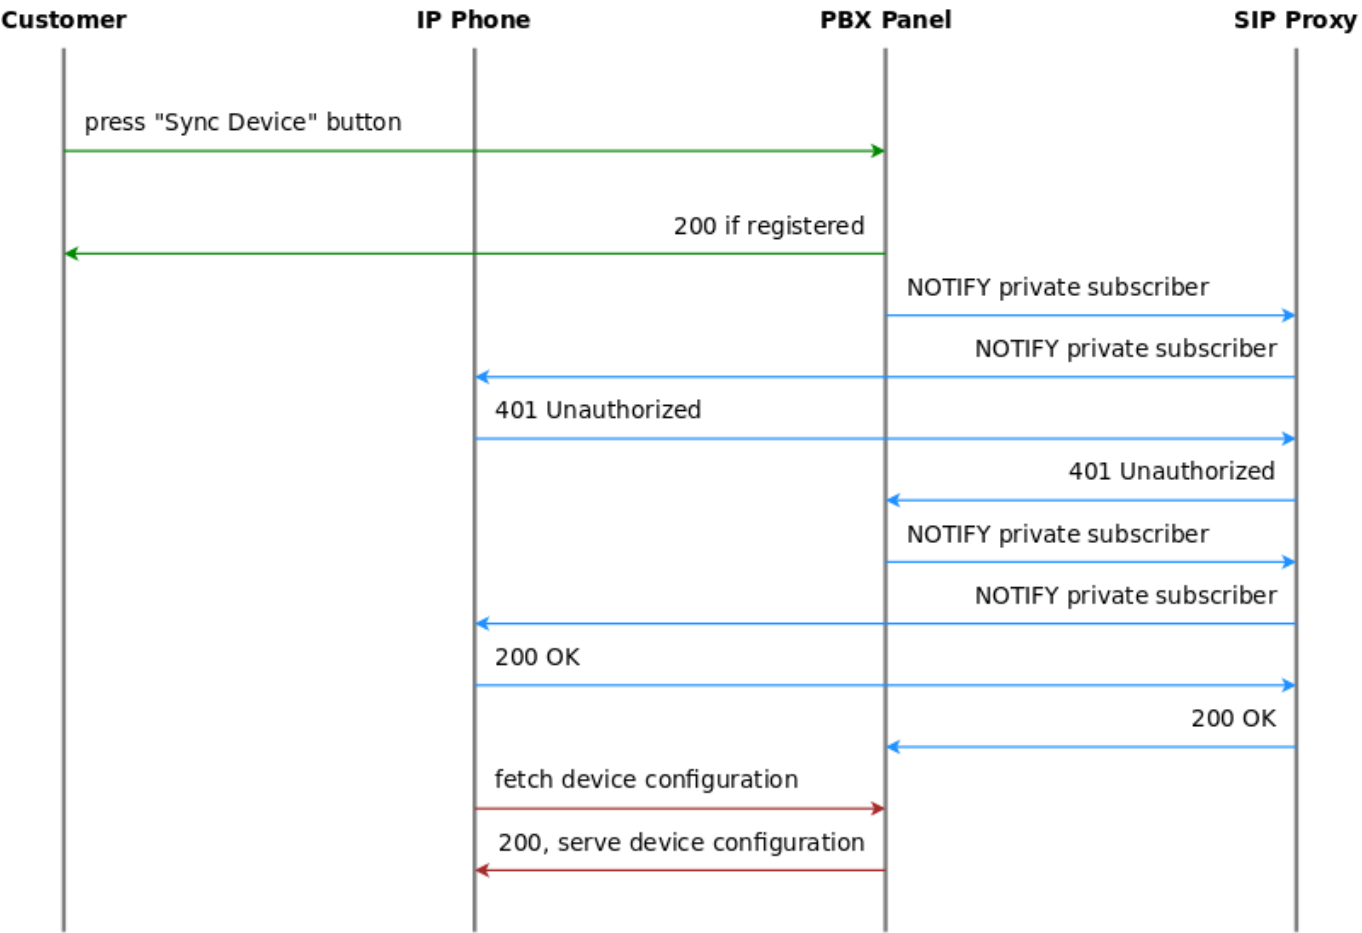 Customer IP Phone PBX Panel SIP Proxy
press "Sync Device" button
200 if registered
NOTIFY private subscriber
NOTIFY private subscriber
401 Unauthorized
401 Unauthorized
NOTIFY private subscriber
NOTIFY private subscriber
200 OK
200 OK
fetch device configuration
200, serve device configuration